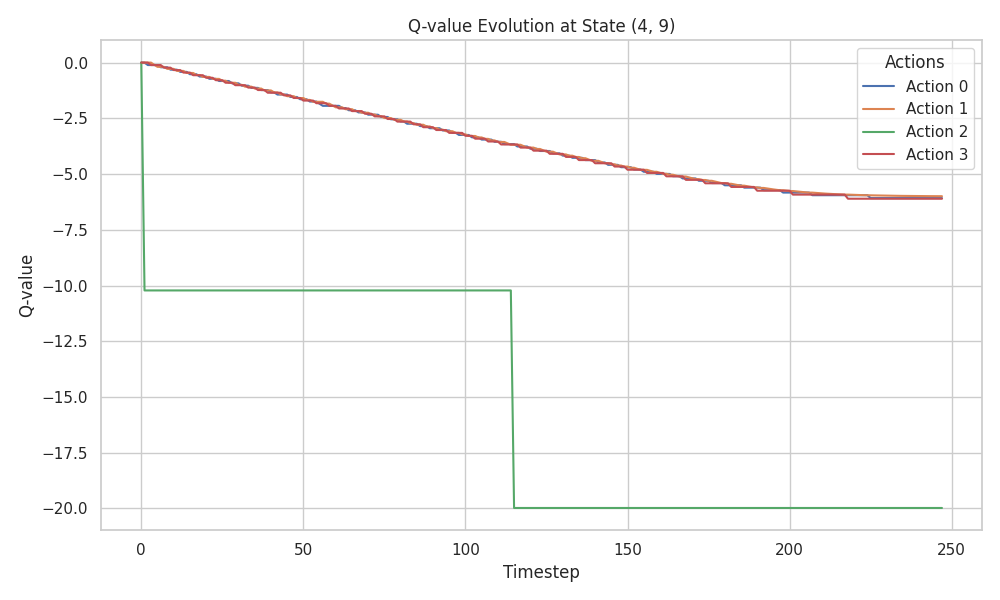 Q-value Evolution at State (4, 9)
Actions
Action 0
Action 1
Action 2
Action 3
Q-value
0.0
−2.5
−5.0
−7.5
−10.0
−12.5
−15.0
−17.5
−20.0
0 50 100 150 200 250
Timestep